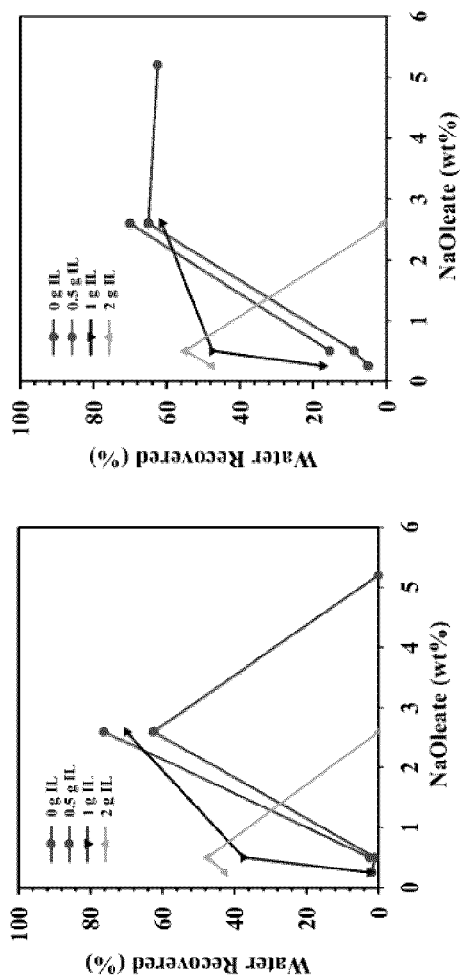 100
80
60
40
20
0
Water Recovered (%)
0 g IL
0.5 g IL
1 g IL
2 g IL
0 1 2 3 4 5 6
NaOleate (wt%)
100
80
60
40
20
0
Water Recovered (%)
0 g IL
0.5 g IL
1 g IL
2 g IL
0 1 2 3 4 5 6
NaOleate (wt%)